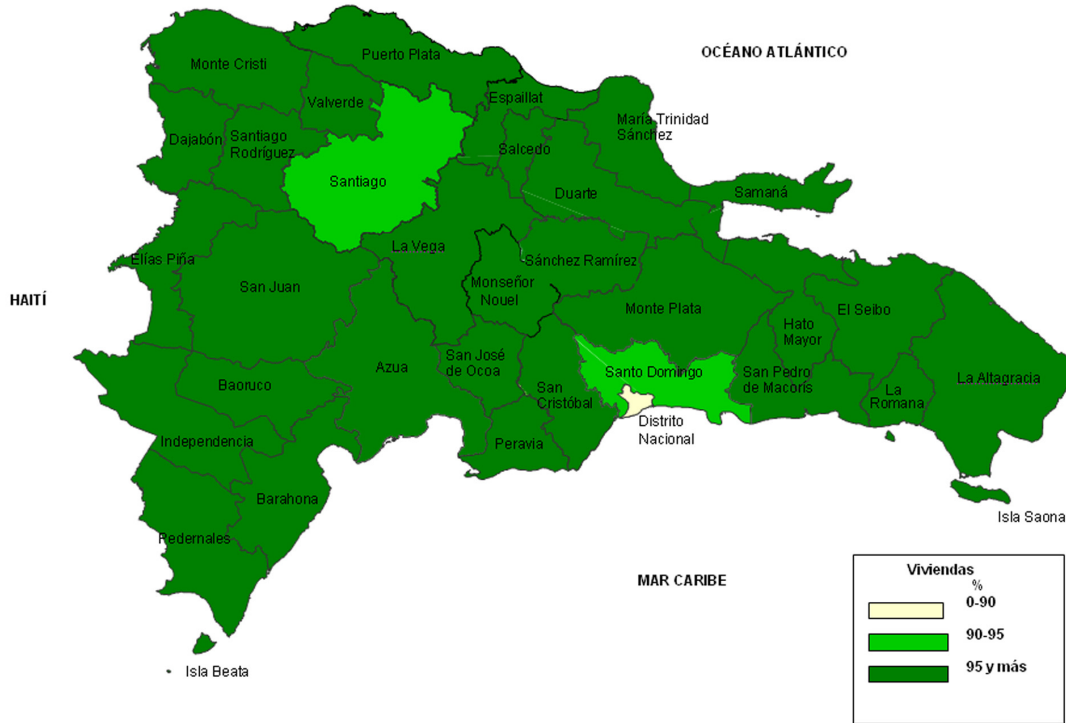 OCÉANO ATLÁNTICO
Puerto Plata
Monte Cristi
Espaillat
Valverde
María Trinidad
Sánchez
Dajabón
Santiago
Rodríguez
Salcedo
Santiago
Duarte
Samaná
La Vega
Elías Piña
Sánchez Ramírez
HAITÍ
San Juan
Monseñor
Nouel
Monte Plata
El Seibo
Hato
Mayor
San José
de Ocoa
Azua
Santo Domingo
San Pedro
de Macorís
La Altagracia
Baoruco
San
Cristóbal
La
Romana
Distrito
Nacional
Independencia
Peravia
Barahona
Isla Saona
Pedernales
MAR CARIBE
Isla Beata
Viviendas
%
0-90
90-95
95 y más